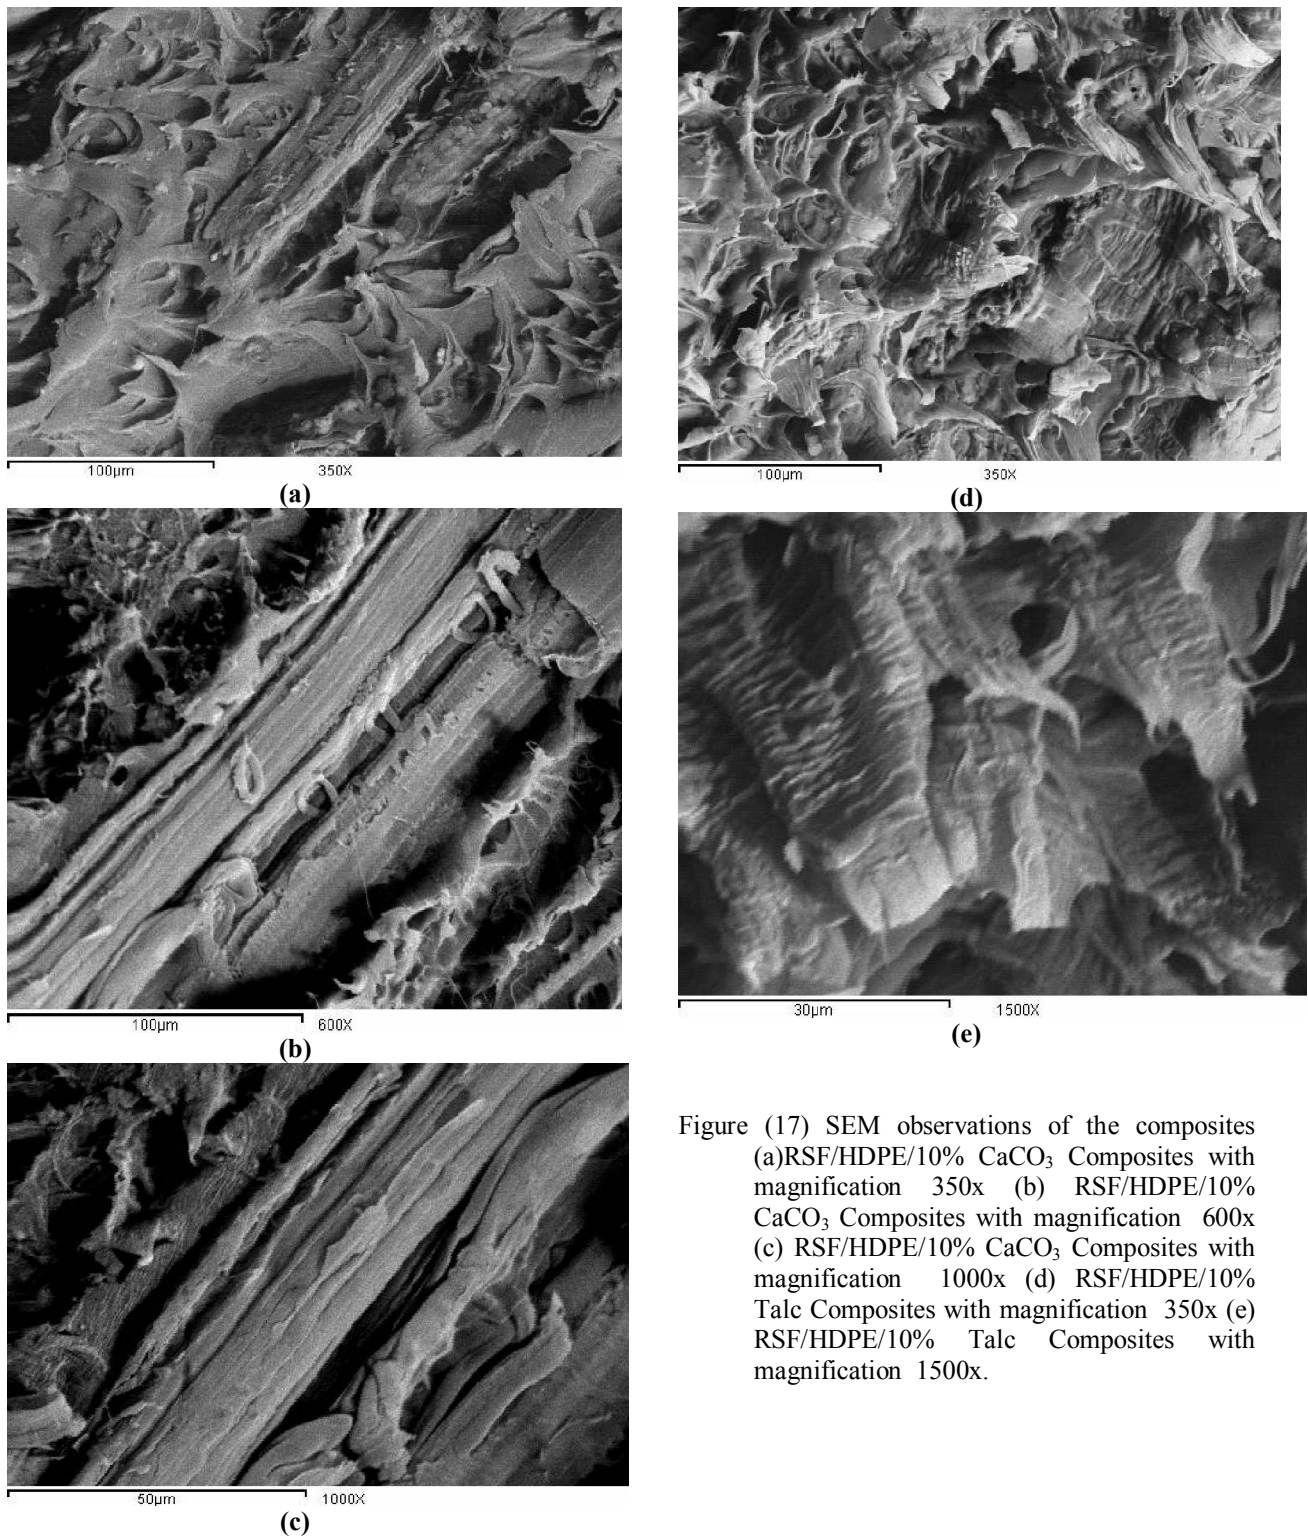 100μm 350X
(a)
100μm 600X
(b)
50μm 1000X
(c)
100μm 350X
(d)
30μm 1500X
(e)
Figure (17) SEM observations of the composites
(a)RSF/HDPE/10% CaCO₃ Composites with
magnification 350x (b) RSF/HDPE/10%
CaCO₃ Composites with magnification 600x
(c) RSF/HDPE/10% CaCO₃ Composites with
magnification 1000x (d) RSF/HDPE/10%
Talc Composites with magnification 350x (e)
RSF/HDPE/10% Talc Composites with
magnification 1500x.